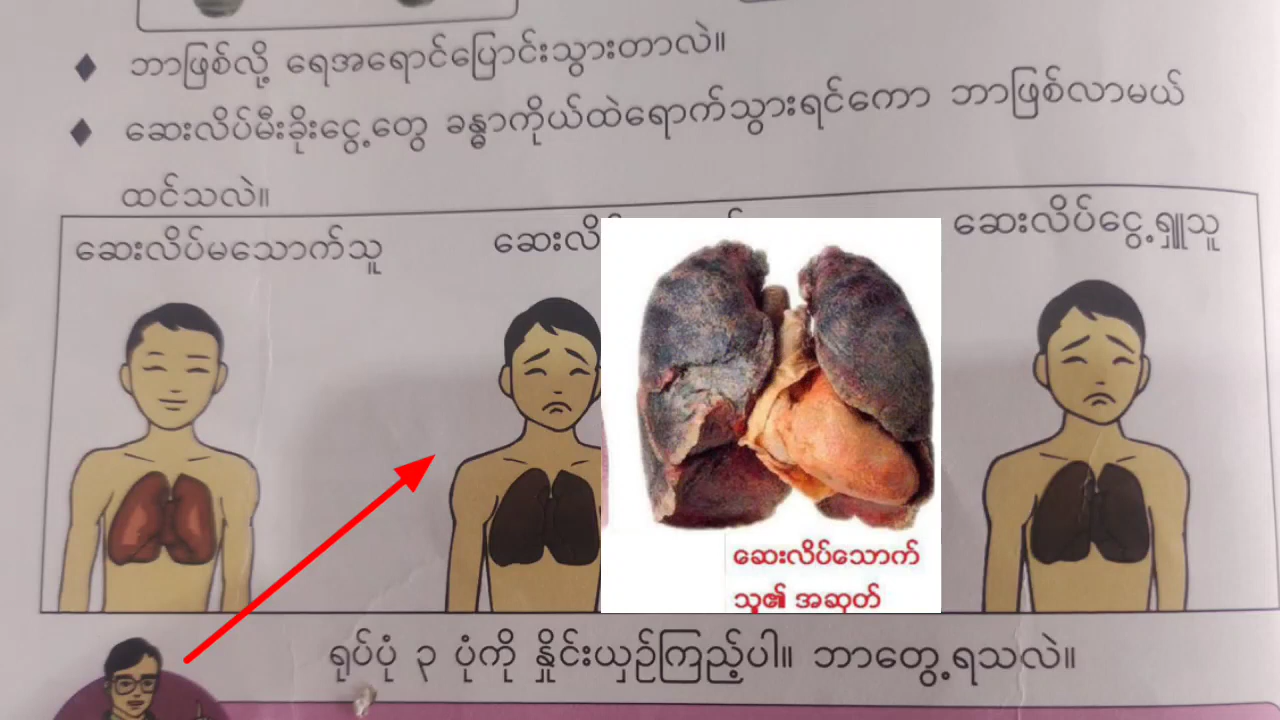 ဘာဖြစ်လို့ ရေအရောင်ပြောင်းသွားတာလဲ။
ဆေးလိပ်မီးခိုးငွေ့တွေ ခန္ဓာကိုယ်ထဲရောက်သွားရင်ကော ဘာဖြစ်လာမယ်
ထင်သလဲ။
ဆေးလိပ်မသောက်သူ
ဆေးလိ
ဆေးလိပ်ငွေ့ရှူသူ
ဆေးလိပ်သောက်
သူ၏ အဆုတ်
ရုပ်ပုံ ၃ ပုံကို နှိုင်းယှဉ်ကြည့်ပါ။ ဘာတွေ့ရသလဲ။